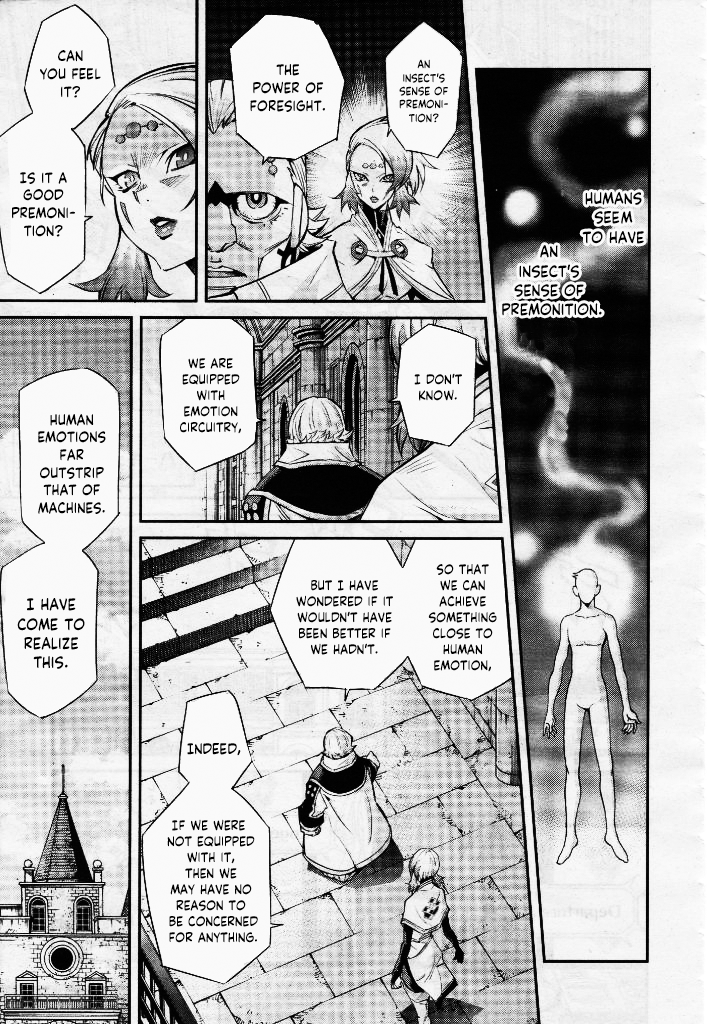 HUMANS
SEEM
TO HAVE
AN
INSECT'S
SENSE OF
PREMONITION.
AN
INSECT'S
SENSE OF
PREMONI-
TION?
THE
POWER OF
FORESIGHT.
CAN
YOU FEEL
IT?
IS IT A
GOOD
PREMONI-
TION?
I DON'T
KNOW.
WE ARE
EQUIPPED
WITH
EMOTION
CIRCUITRY,
SO THAT
WE CAN
ACHIEVE
SOMETHING
CLOSE TO
HUMAN
EMOTION,
BUT I HAVE
WONDERED IF IT
WOULDN'T HAVE
BEEN BETTER IF
WE HADN'T.
INDEED,
IF WE WERE
NOT EQUIPPED
WITH IT,
THEN WE
MAY HAVE NO
REASON TO
BE CONCERNED
FOR ANYTHING.
HUMAN
EMOTIONS
FAR
OUTSTRIP
THAT OF
MACHINES.
I HAVE
COME TO
REALIZE
THIS.